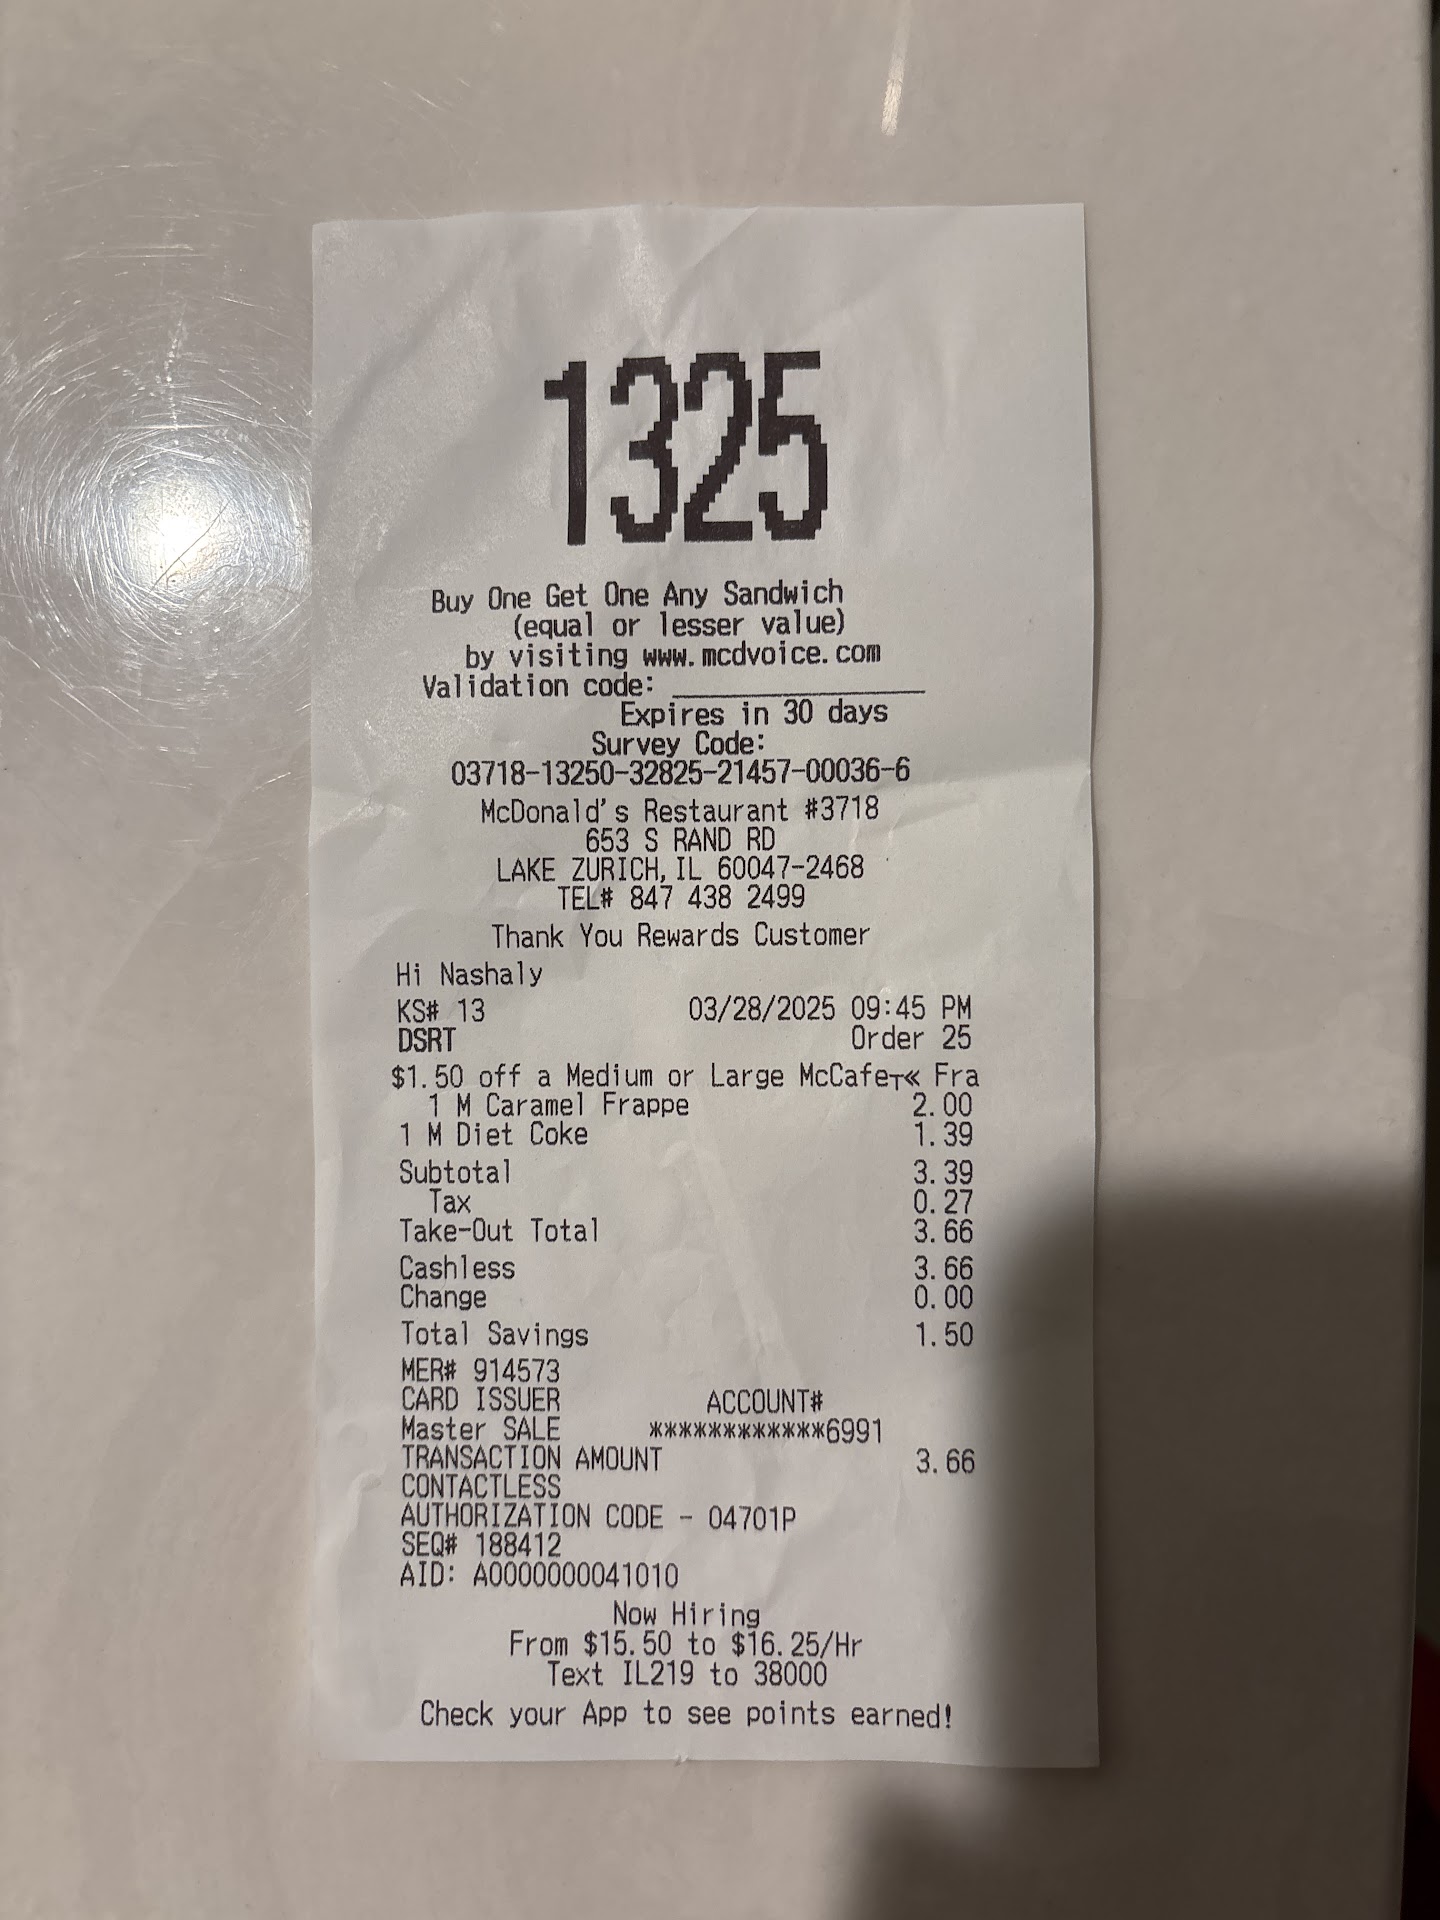 1325
Buy One Get One Any Sandwich
(equal or lesser value)
by visiting www.mcdvoice.com
Validation code: ________________
Expires in 30 days
Survey Code:
03718-13250-32825-21457-00036-6
McDonald's Restaurant #3718
653 S RAND RD
LAKE ZURICH, IL 60047-2468
TEL# 847 438 2499
Thank You Rewards Customer
Hi Nashaly
KS# 13 03/28/2025 09:45 PM
DSRT Order 25
$1.50 off a Medium or Large McCafe┬« Fra
1 M Caramel Frappe 2.00
1 M Diet Coke 1.39
Subtotal 3.39
Tax 0.27
Take-Out Total 3.66
Cashless 3.66
Change 0.00
Total Savings 1.50
MER# 914573
CARD ISSUER ACCOUNT#
Master SALE ************6991
TRANSACTION AMOUNT 3.66
CONTACTLESS
AUTHORIZATION CODE - 04701P
SEQ# 188412
AID: A0000000041010
Now Hiring
From $15.50 to $16.25/Hr
Text IL219 to 38000
Check your App to see points earned!